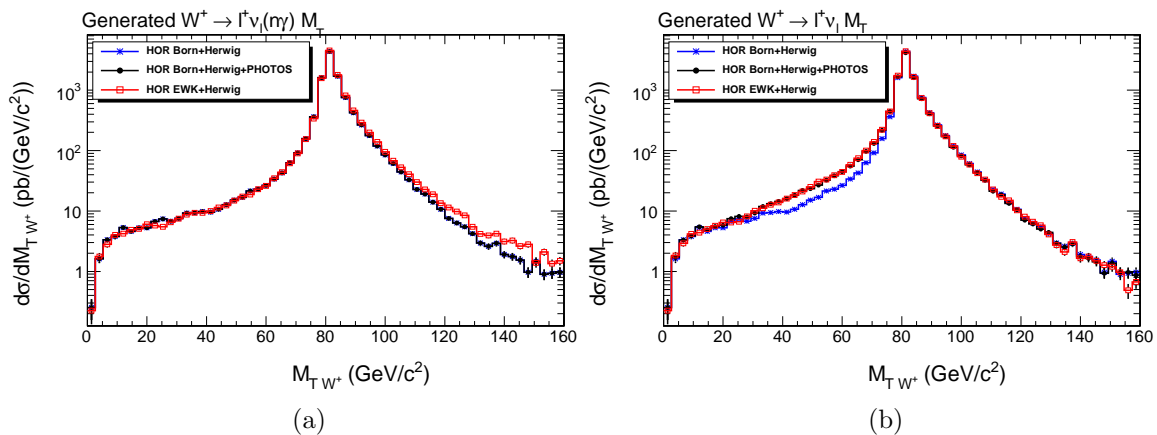 Generated W⁺ → l⁺ν_l(nγ) M_T
HOR Born+Herwig
HOR Born+Herwig+PHOTOS
HOR EWK+Herwig
dσ/dM_T W⁺ (pb/(GeV/c²))
10³
10²
10
1
0 20 40 60 80 100 120 140 160
M_T W⁺ (GeV/c²)
(a)
Generated W⁺ → l⁺ν_l M_T
HOR Born+Herwig
HOR Born+Herwig+PHOTOS
HOR EWK+Herwig
dσ/dM_T W⁺ (pb/(GeV/c²))
10³
10²
10
1
0 20 40 60 80 100 120 140 160
M_T W⁺ (GeV/c²)
(b)